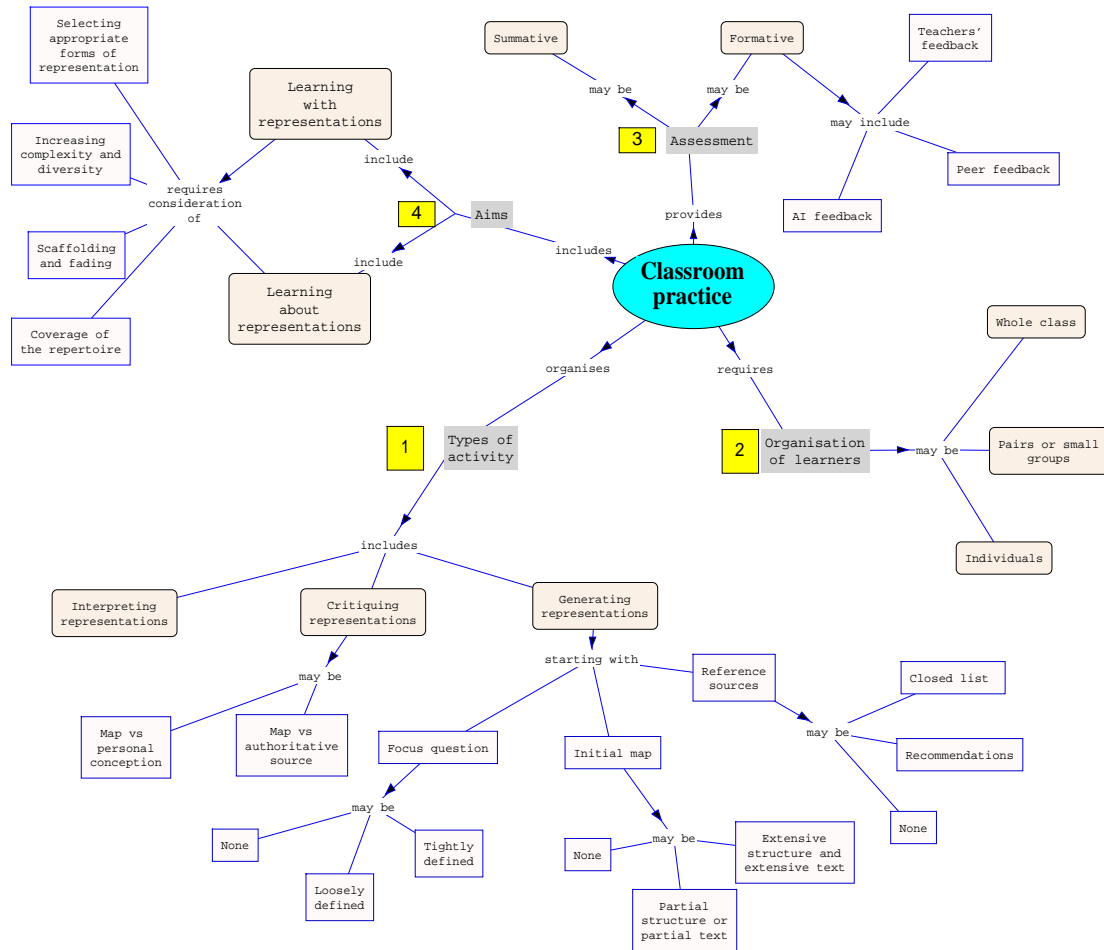 Selecting
appropriate
forms of
representation
Summative
Formative
Teachers'
feedback
Learning
with
representations
may be
may be
may include
3
Assessment
Increasing
complexity and
diversity
include
Peer feedback
requires
consideration
of
4
Aims
provides
AI feedback
Scaffolding
and fading
include
includes
Classroom
practice
Learning
about
representations
Coverage of
the repertoire
Whole class
organises
requires
1
Types of
activity
2
Organisation
of learners
may be
Pairs or small
groups
includes
Individuals
Interpreting
representations
Critiquing
representations
Generating
representations
starting with
Reference
sources
Closed list
may be
Map vs
personal
conception
Map vs
authoritative
source
Focus question
Initial map
may be
Recommendations
may be
None
Loosely
defined
Tightly
defined
None
may be
Extensive
structure and
extensive text
None
Partial
structure or
partial text